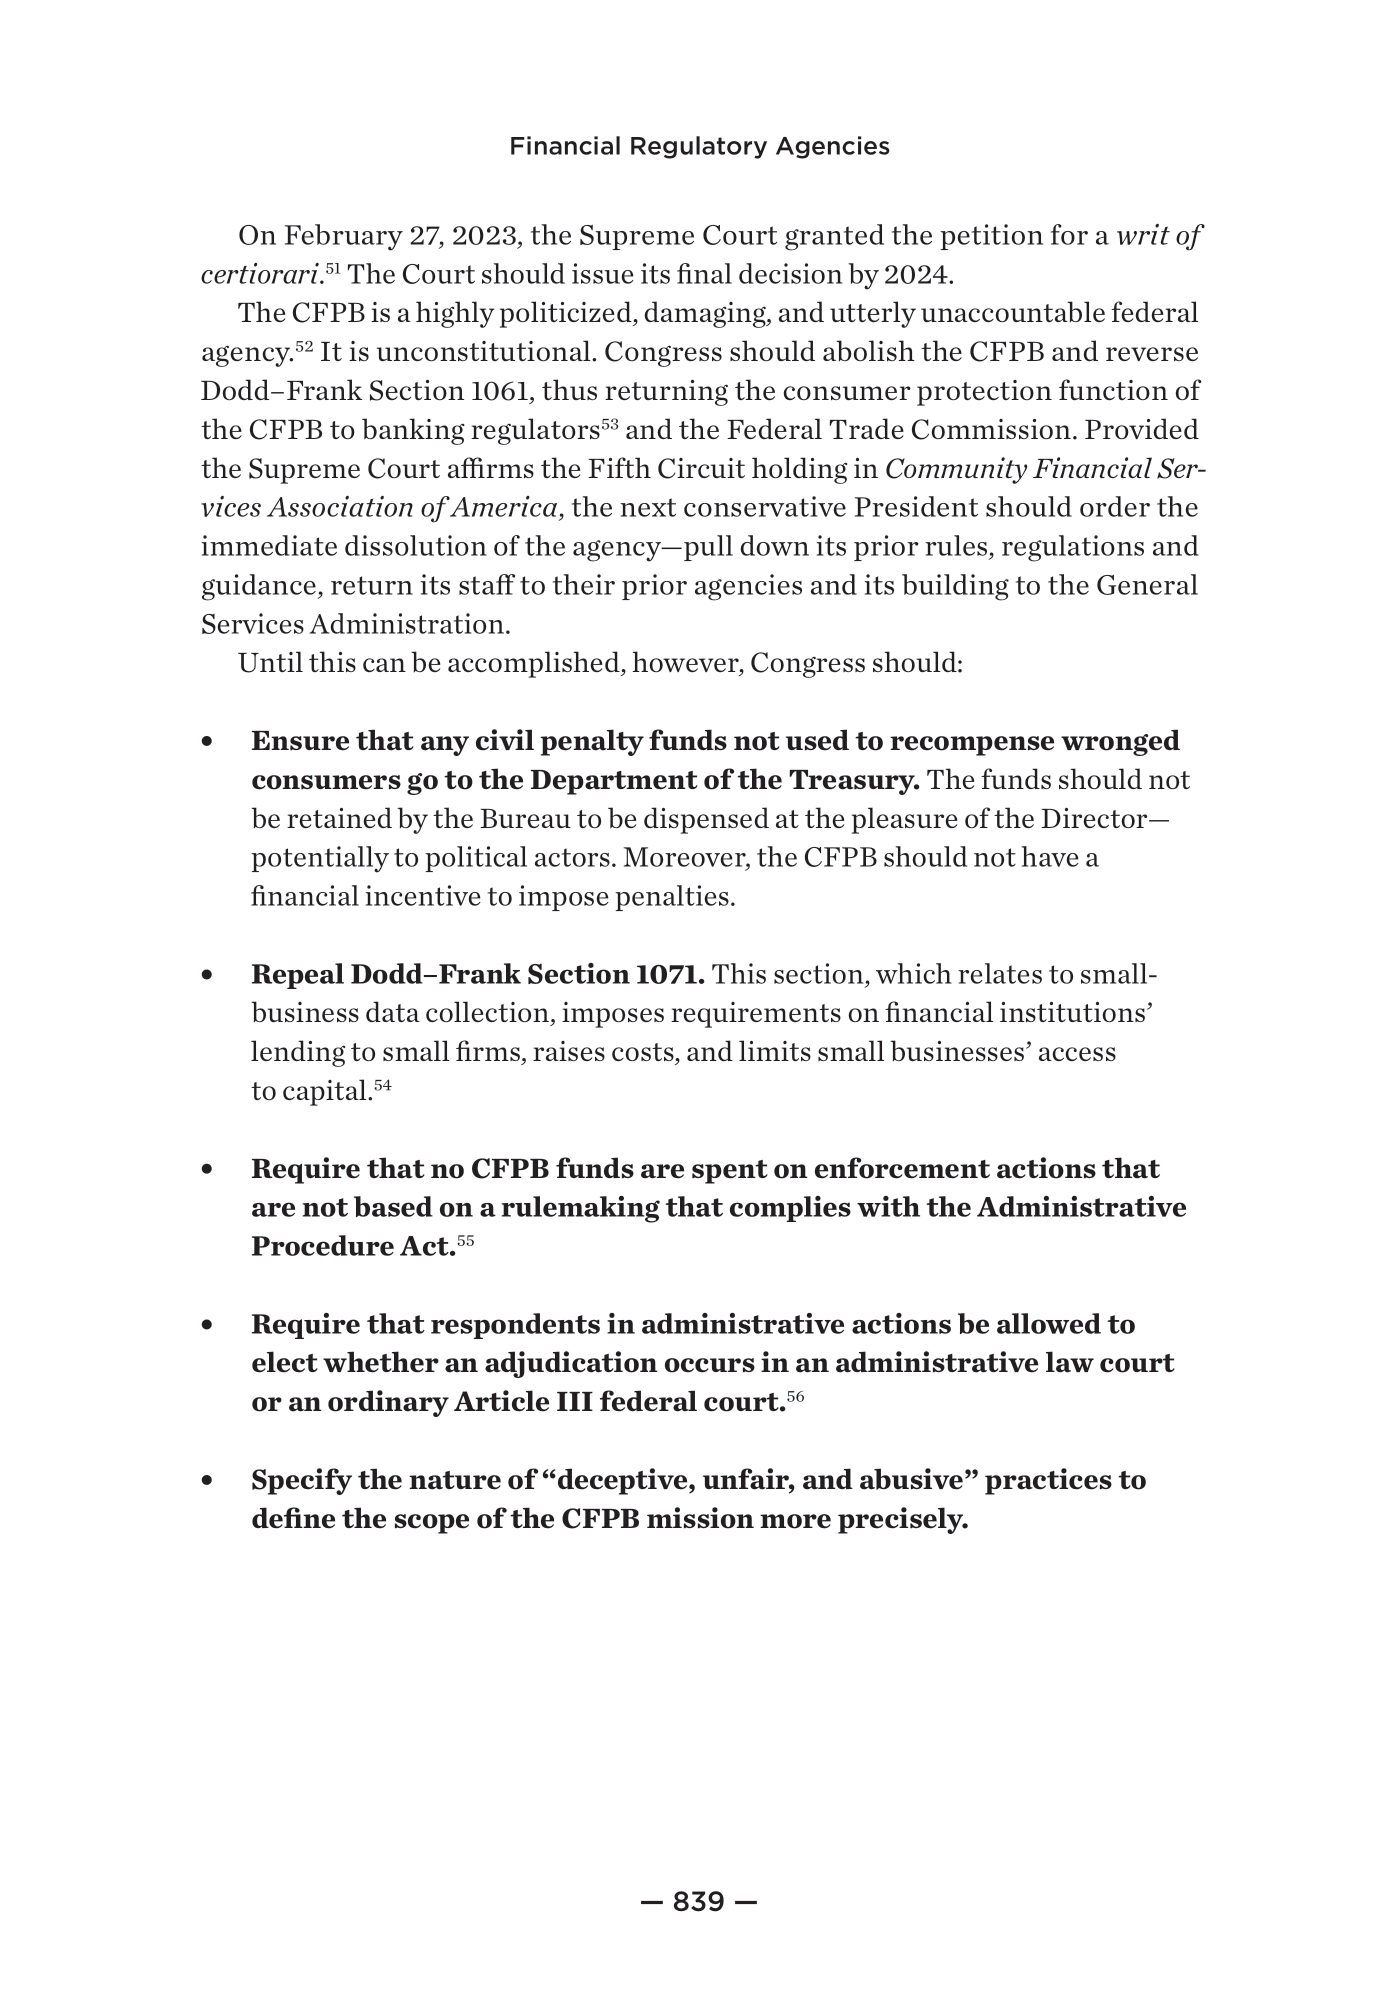 Financial Regulatory Agencies
On February 27, 2023, the Supreme Court granted the petition for a writ of
certiorari.51 The Court should issue its final decision by 2024.
The CFPB is a highly politicized, damaging, and utterly unaccountable federal
agency.52 It is unconstitutional. Congress should abolish the CFPB and reverse
Dodd–Frank Section 1061, thus returning the consumer protection function of
the CFPB to banking regulators53 and the Federal Trade Commission. Provided
the Supreme Court affirms the Fifth Circuit holding in Community Financial Ser-
vices Association of America, the next conservative President should order the
immediate dissolution of the agency—pull down its prior rules, regulations and
guidance, return its staff to their prior agencies and its building to the General
Services Administration.
Until this can be accomplished, however, Congress should:
• Ensure that any civil penalty funds not used to recompense wronged
consumers go to the Department of the Treasury. The funds should not
be retained by the Bureau to be dispensed at the pleasure of the Director—
potentially to political actors. Moreover, the CFPB should not have a
financial incentive to impose penalties.
• Repeal Dodd–Frank Section 1071. This section, which relates to small-
business data collection, imposes requirements on financial institutions’
lending to small firms, raises costs, and limits small businesses’ access
to capital.54
• Require that no CFPB funds are spent on enforcement actions that
are not based on a rulemaking that complies with the Administrative
Procedure Act.55
• Require that respondents in administrative actions be allowed to
elect whether an adjudication occurs in an administrative law court
or an ordinary Article III federal court.56
• Specify the nature of “deceptive, unfair, and abusive” practices to
define the scope of the CFPB mission more precisely.
— 839 —